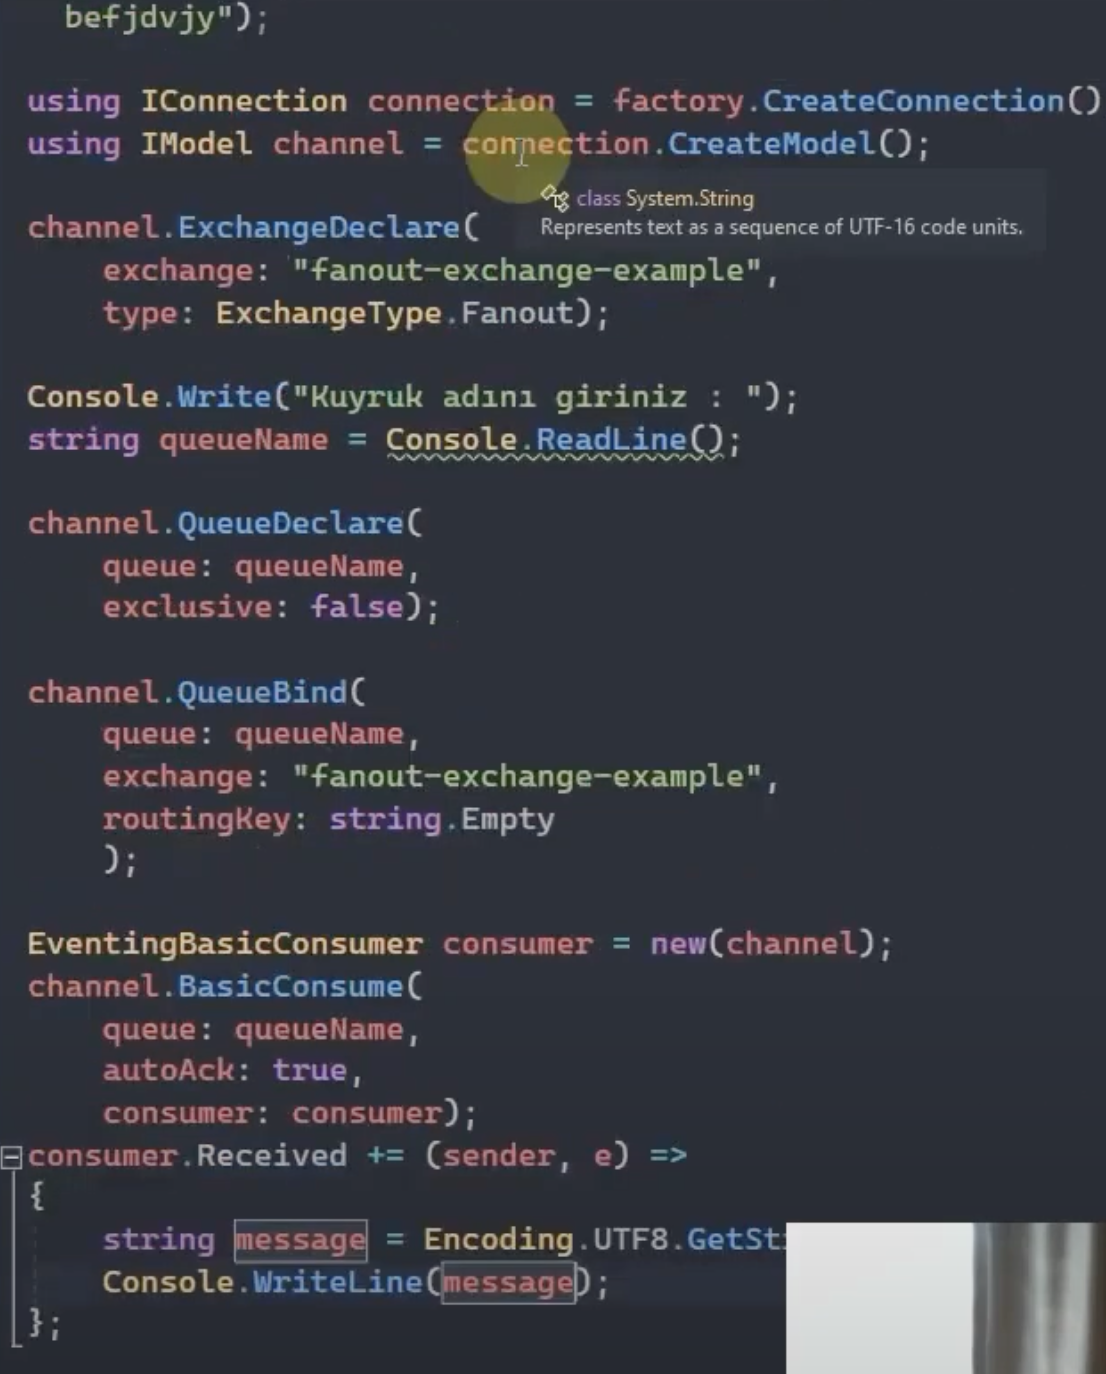 befjdvjy");
using IConnection connection = factory.CreateConnection()
using IModel channel = connection.CreateModel();
class System.String
Represents text as a sequence of UTF-16 code units.
channel.ExchangeDeclare(
exchange: "fanout-exchange-example",
type: ExchangeType.Fanout);
Console.Write("Kuyruk adını giriniz : ");
string queueName = Console.ReadLine();
channel.QueueDeclare(
queue: queueName,
exclusive: false);
channel.QueueBind(
queue: queueName,
exchange: "fanout-exchange-example",
routingKey: string.Empty
);
EventingBasicConsumer consumer = new(channel);
channel.BasicConsume(
queue: queueName,
autoAck: true,
consumer: consumer);
consumer.Received += (sender, e) =>
{
string message = Encoding.UTF8.GetSt
Console.WriteLine(message);
};